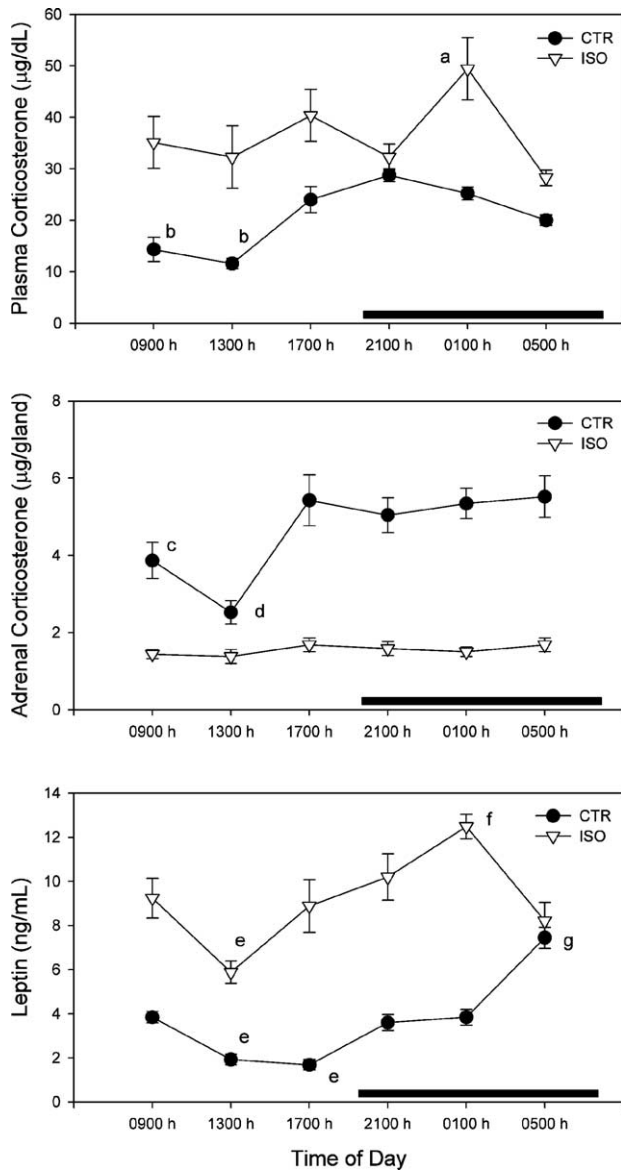 Plasma Corticosterone (µg/dL)
60
50
40
30
20
10
0
CTR
ISO
a
b
b
0900 h 1300 h 1700 h 2100 h 0100 h 0500 h
Adrenal Corticosterone (µg/gland)
8
6
4
2
0
CTR
ISO
c
d
0900 h 1300 h 1700 h 2100 h 0100 h 0500 h
Leptin (ng/mL)
14
12
10
8
6
4
2
0
CTR
ISO
f
e
g
e
e
0900 h 1300 h 1700 h 2100 h 0100 h 0500 h
Time of Day